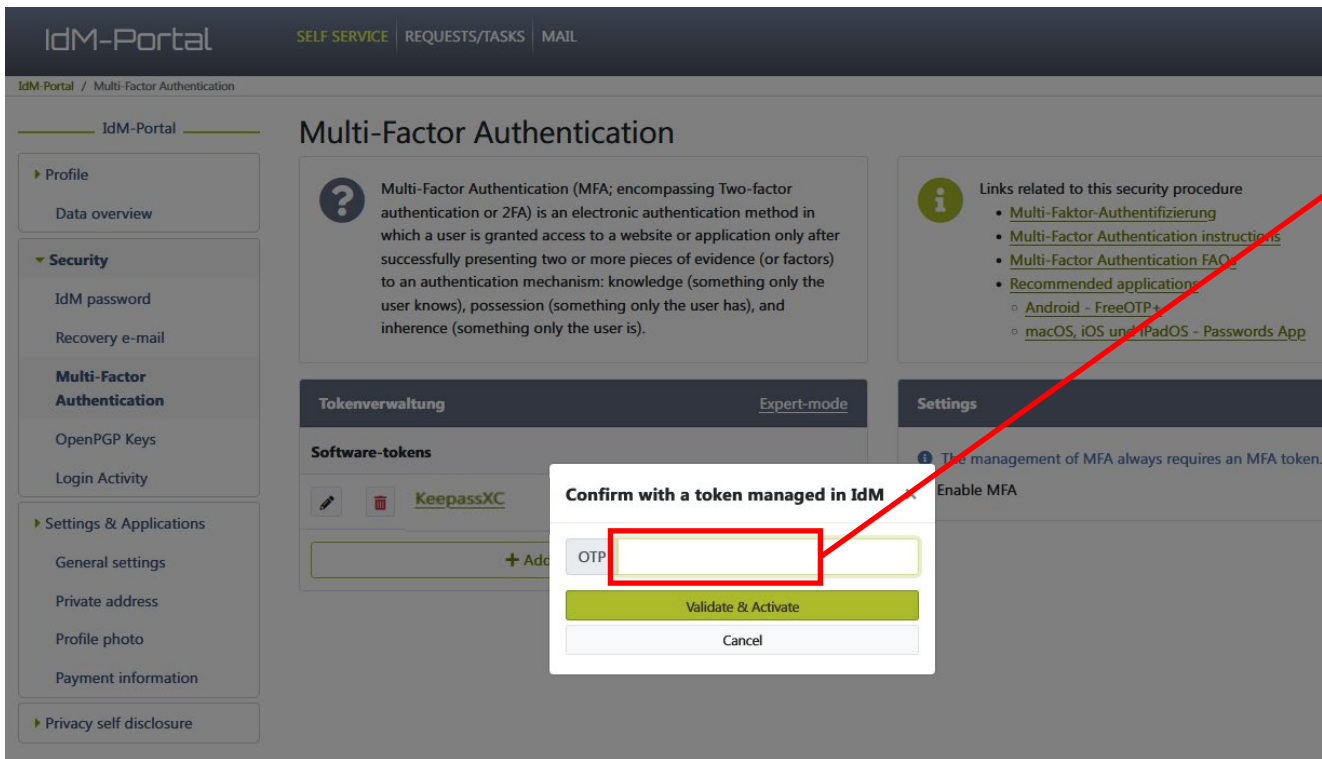 IdM-Portal
SELF SERVICE
REQUESTS/TASKS
MAIL
IdM-Portal / Multi-Factor Authentication
IdM-Portal
Profile
Data overview
Security
IdM password
Recovery e-mail
Multi-Factor
Authentication
OpenPGP Keys
Login Activity
Settings & Applications
General settings
Private address
Profile photo
Payment information
Privacy self disclosure
Multi-Factor Authentication
Multi-Factor Authentication (MFA; encompassing Two-factor
authentication or 2FA) is an electronic authentication method in
which a user is granted access to a website or application only after
successfully presenting two or more pieces of evidence (or factors)
to an authentication mechanism: knowledge (something only the
user knows), possession (something only the user has), and
inherence (something only the user is).
Links related to this security procedure
Multi-Faktor-Authentifizierung
Multi-Factor Authentication instructions
Multi-Factor Authentication FAQs
Recommended applications
Android - FreeOTP+
macOS, iOS und iPadOS - Passwords App
Tokenverwaltung
Expert-mode
Software-tokens
KeepassXC
+ Add
Settings
The management of MFA always requires an MFA token.
Enable MFA
Confirm with a token managed in IdM
×
OTP
Validate & Activate
Cancel